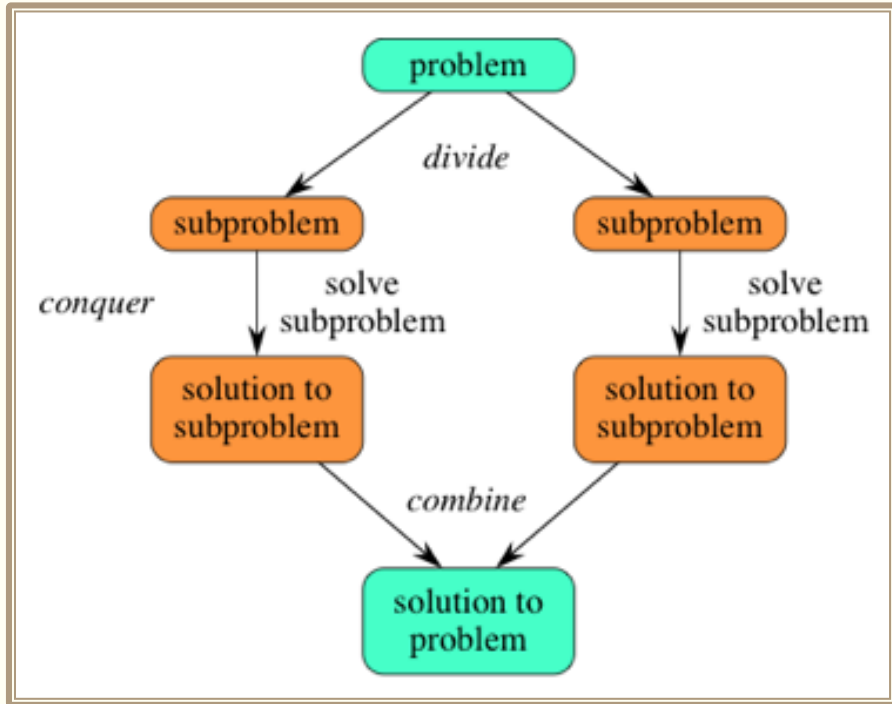 problem
divide
subproblem
subproblem
conquer
solve
subproblem
solve
subproblem
solution to
subproblem
solution to
subproblem
combine
solution to
problem